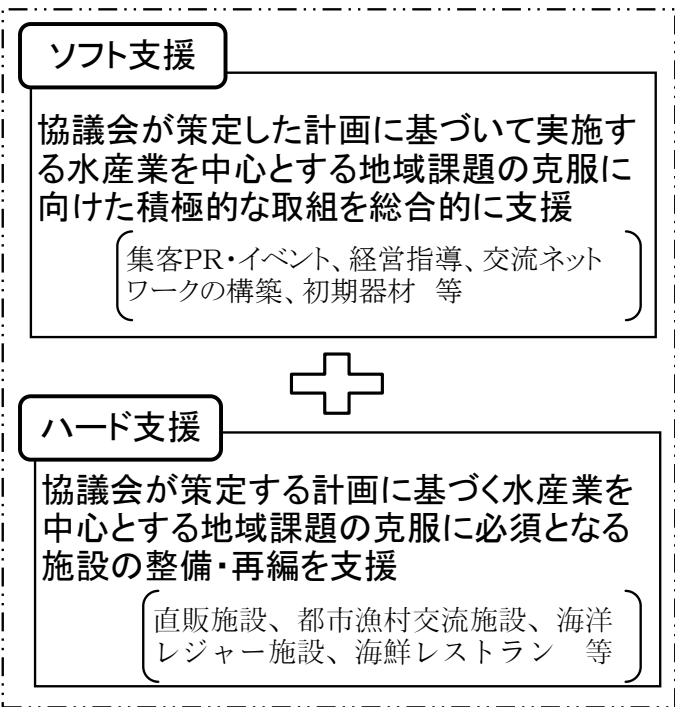 ソフト支援
協議会が策定した計画に基づいて実施す
る水産業を中心とする地域課題の克服に
向けた積極的な取組を総合的に支援
集客PR・イベント、経営指導、交流ネット
ワークの構築、初期器材　等
ハード支援
協議会が策定する計画に基づく水産業を
中心とする地域課題の克服に必須となる
施設の整備・再編を支援
直販施設、都市漁村交流施設、海洋
レジャー施設、海鮮レストラン　等